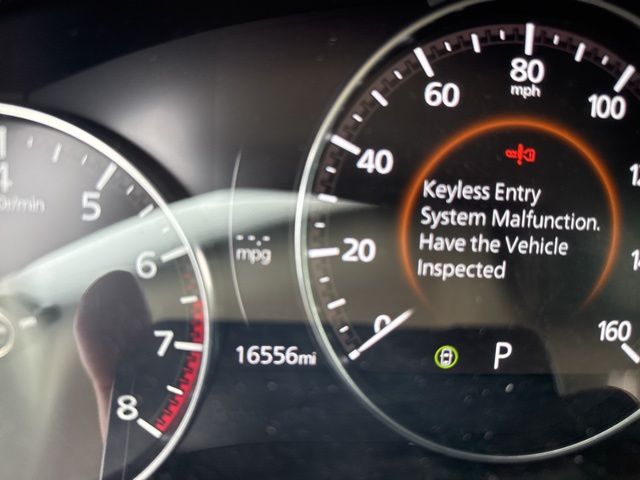 4
5
6
7
8
-.-
mpg
16556mi
0
20
40
60
80
mph
100
160
Keyless Entry
System Malfunction.
Have the Vehicle
Inspected
P